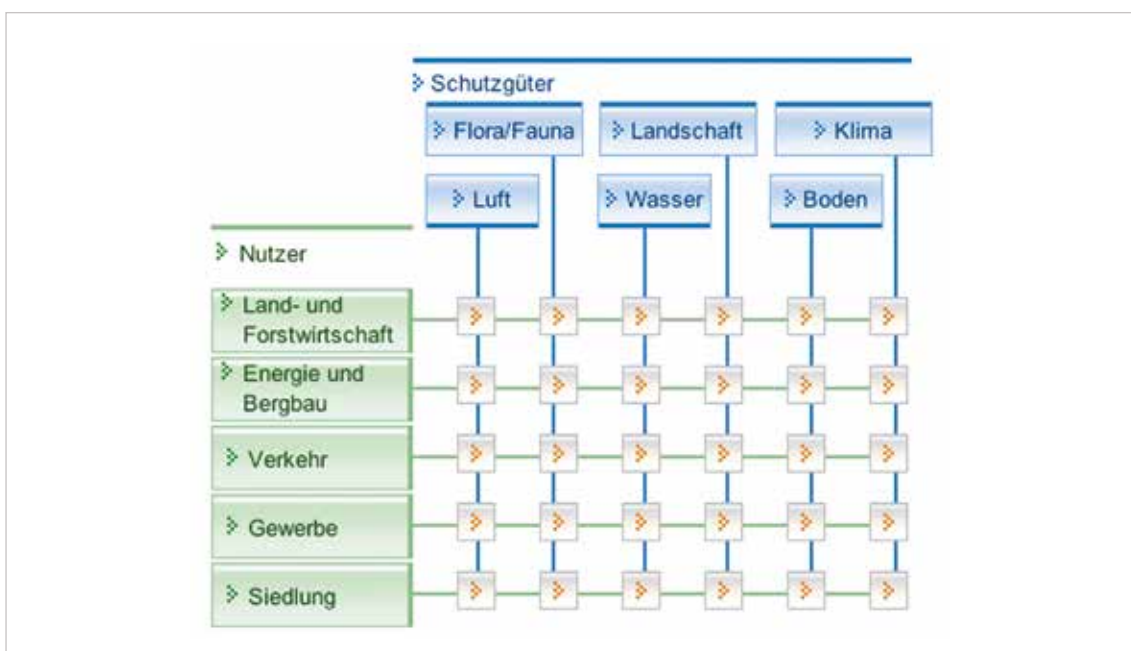 Schutzgüter
Flora/Fauna
Landschaft
Klima
Luft
Wasser
Boden
Nutzer
Land- und
Forstwirtschaft
Energie und
Bergbau
Verkehr
Gewerbe
Siedlung